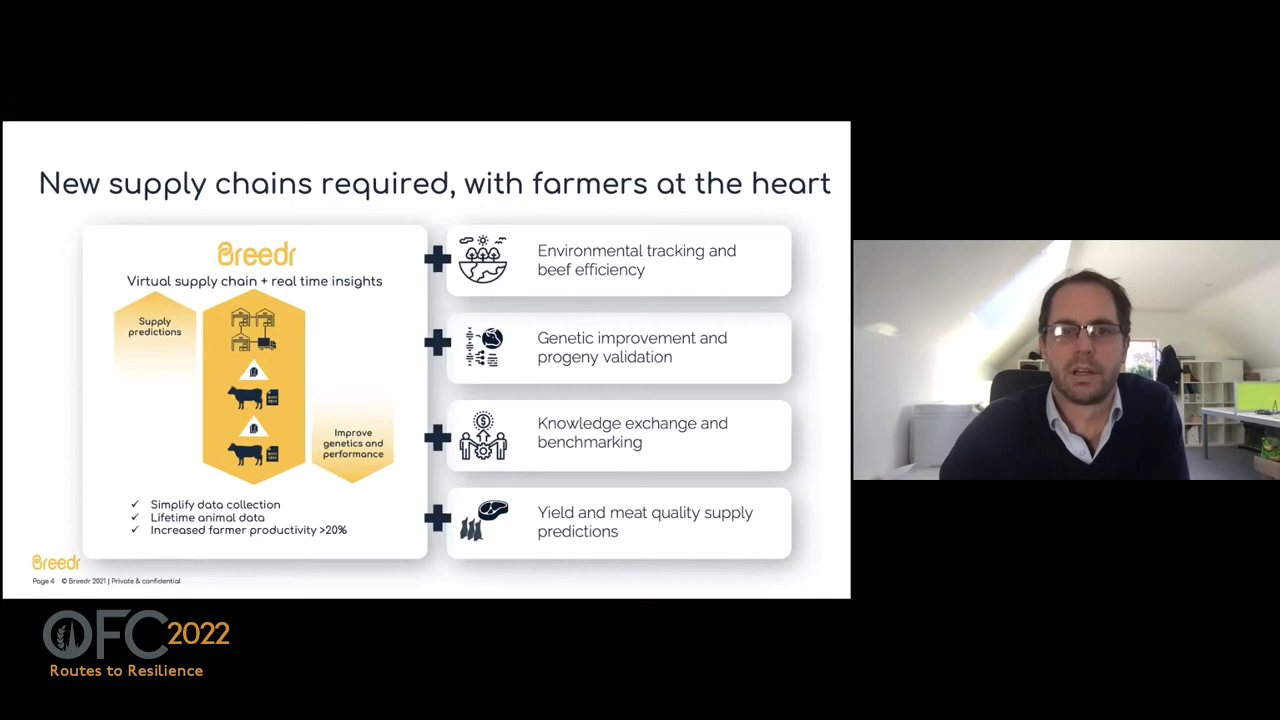 New supply chains required, with farmers at the heart
Breedr
Virtual supply chain + real time insights
Supply
predictions
Improve
genetics and
performance
✓ Simplify data collection
✓ Lifetime animal data
✓ Increased farmer productivity >20%
Environmental tracking and
beef efficiency
Genetic improvement and
progeny validation
Knowledge exchange and
benchmarking
Yield and meat quality supply
predictions
Breedr
Page 4 © Breedr 2021 | Private & confidential
OFC 2022
Routes to Resilience